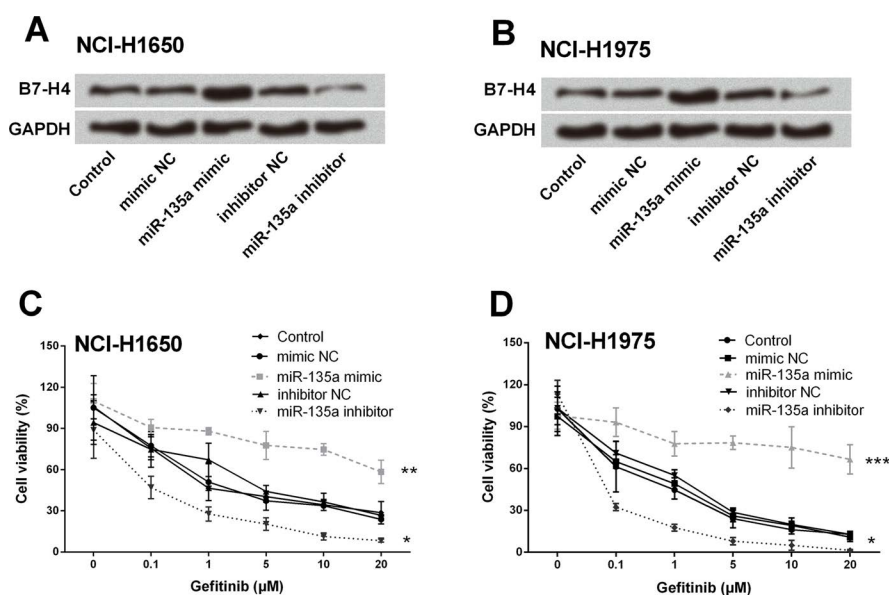 A
NCI-H1650
B7-H4
GAPDH
Control
mimic NC
miR-135a mimic
inhibitor NC
miR-135a inhibitor
B
NCI-H1975
B7-H4
GAPDH
Control
mimic NC
miR-135a mimic
inhibitor NC
miR-135a inhibitor
C
NCI-H1650
Control
mimic NC
miR-135a mimic
inhibitor NC
miR-135a inhibitor
Cell viability (%)
150
120
90
60
30
0
**
*
0 0.1 1 5 10 20
Gefitinib (µM)
D
NCI-H1975
Control
mimic NC
miR-135a mimic
inhibitor NC
miR-135a inhibitor
Cell viability (%)
150
120
90
60
30
0
***
*
0 0.1 1 5 10 20
Gefitinib (µM)